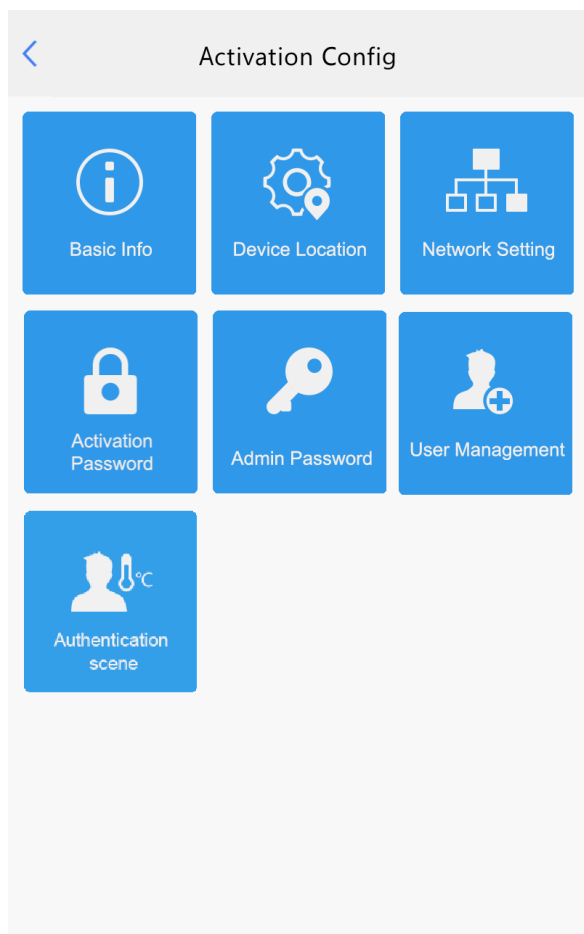 Activation Config
Basic Info
Device Location
Network Setting
Activation
Password
Admin Password
User Management
°C
Authentication
scene